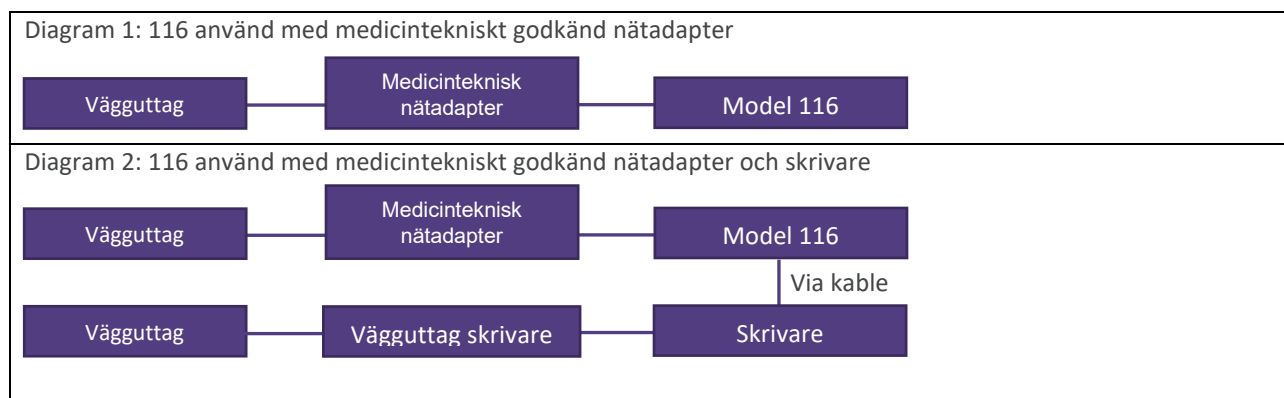 Diagram 1: 116 använd med medicintekniskt godkänd nätadapter
Vägguttag
Medicinteknisk
nätadapter
Model 116
Diagram 2: 116 använd med medicintekniskt godkänd nätadapter och skrivare
Vägguttag
Medicinteknisk
nätadapter
Model 116
Via kable
Vägguttag
Vägguttag skrivare
Skrivare